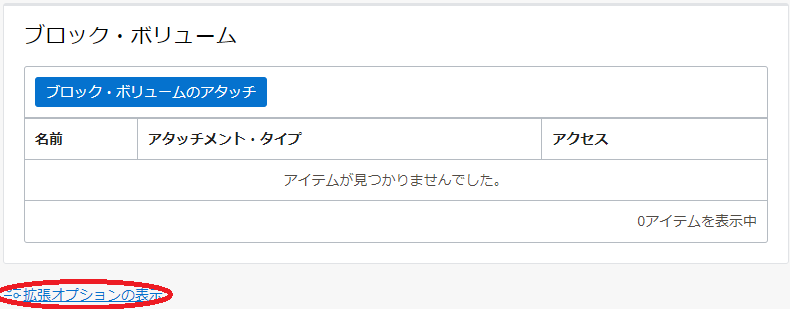 ブロック・ボリューム
ブロック・ボリュームのアタッチ
名前 アタッチメント・タイプ アクセス
アイテムが見つかりませんでした。
0アイテムを表示中
拡張オプションの表示